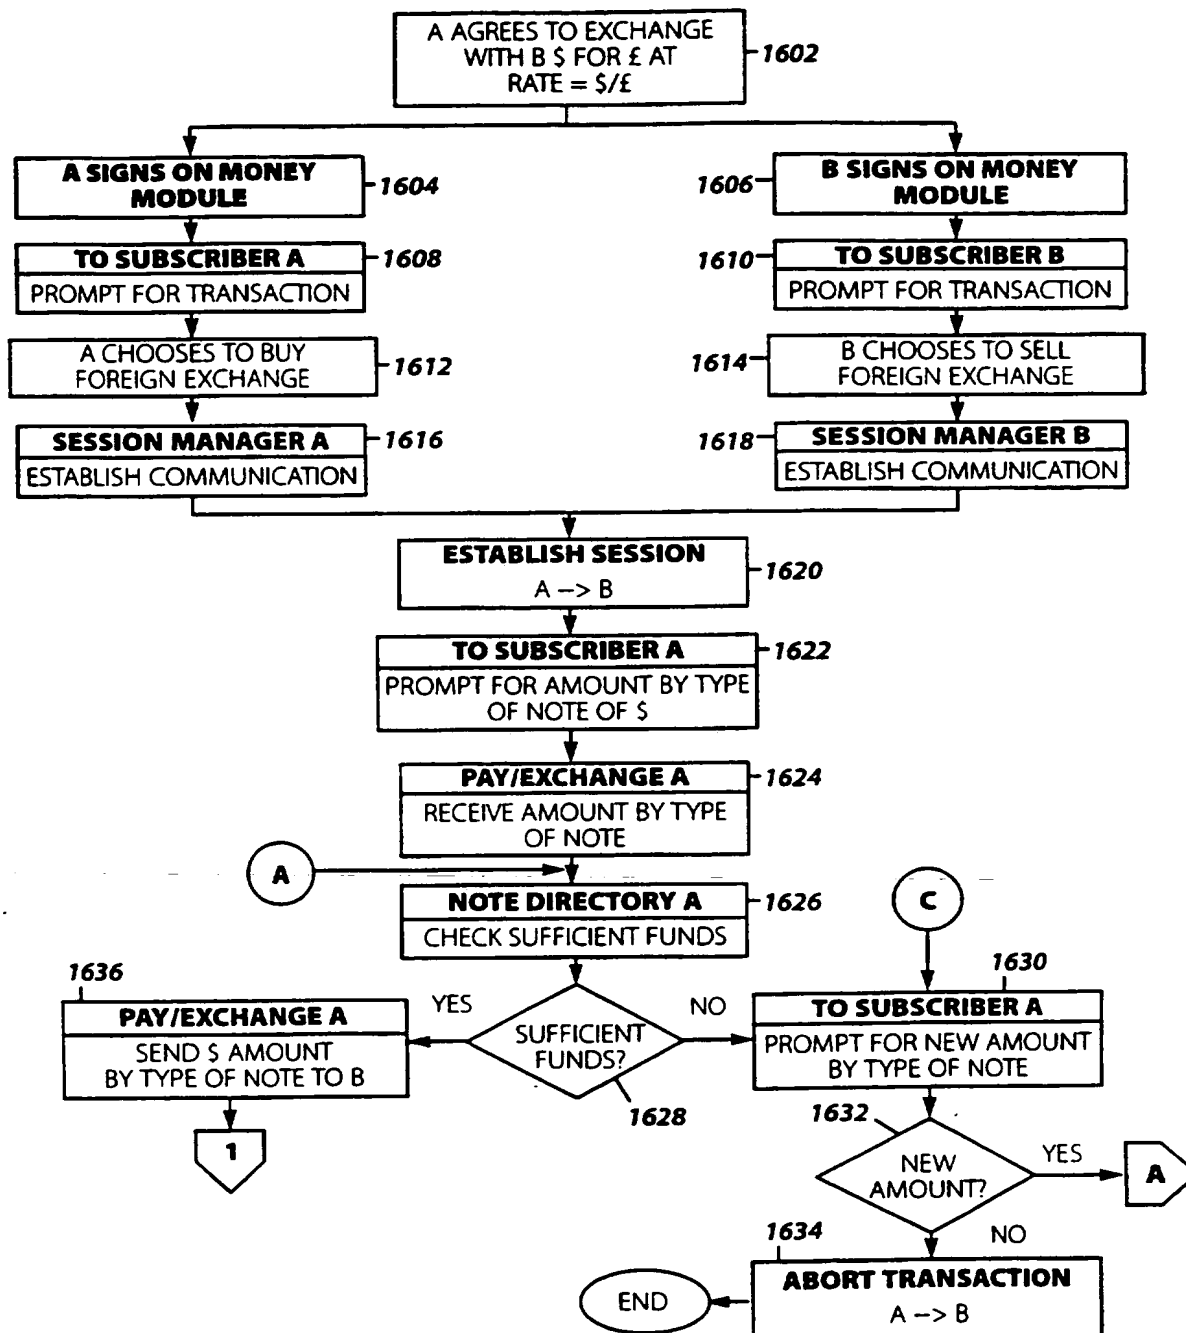 A AGREES TO EXCHANGE
WITH B $ FOR £ AT
RATE = $/£
1602
A SIGNS ON MONEY
MODULE
1604
1606
B SIGNS ON MONEY
MODULE
TO SUBSCRIBER A
1608
PROMPT FOR TRANSACTION
1610
TO SUBSCRIBER B
PROMPT FOR TRANSACTION
A CHOOSES TO BUY
FOREIGN EXCHANGE
1612
1614
B CHOOSES TO SELL
FOREIGN EXCHANGE
SESSION MANAGER A
1616
ESTABLISH COMMUNICATION
1618
SESSION MANAGER B
ESTABLISH COMMUNICATION
ESTABLISH SESSION
A –> B
1620
TO SUBSCRIBER A
1622
PROMPT FOR AMOUNT BY TYPE
OF NOTE OF $
PAY/EXCHANGE A
1624
RECEIVE AMOUNT BY TYPE
OF NOTE
A
NOTE DIRECTORY A
1626
CHECK SUFFICIENT FUNDS
C
1636
PAY/EXCHANGE A
SEND $ AMOUNT
BY TYPE OF NOTE TO B
YES
SUFFICIENT
FUNDS?
NO
1628
1630
TO SUBSCRIBER A
PROMPT FOR NEW AMOUNT
BY TYPE OF NOTE
1
1632
NEW
AMOUNT?
YES
A
NO
1634
ABORT TRANSACTION
A –> B
END